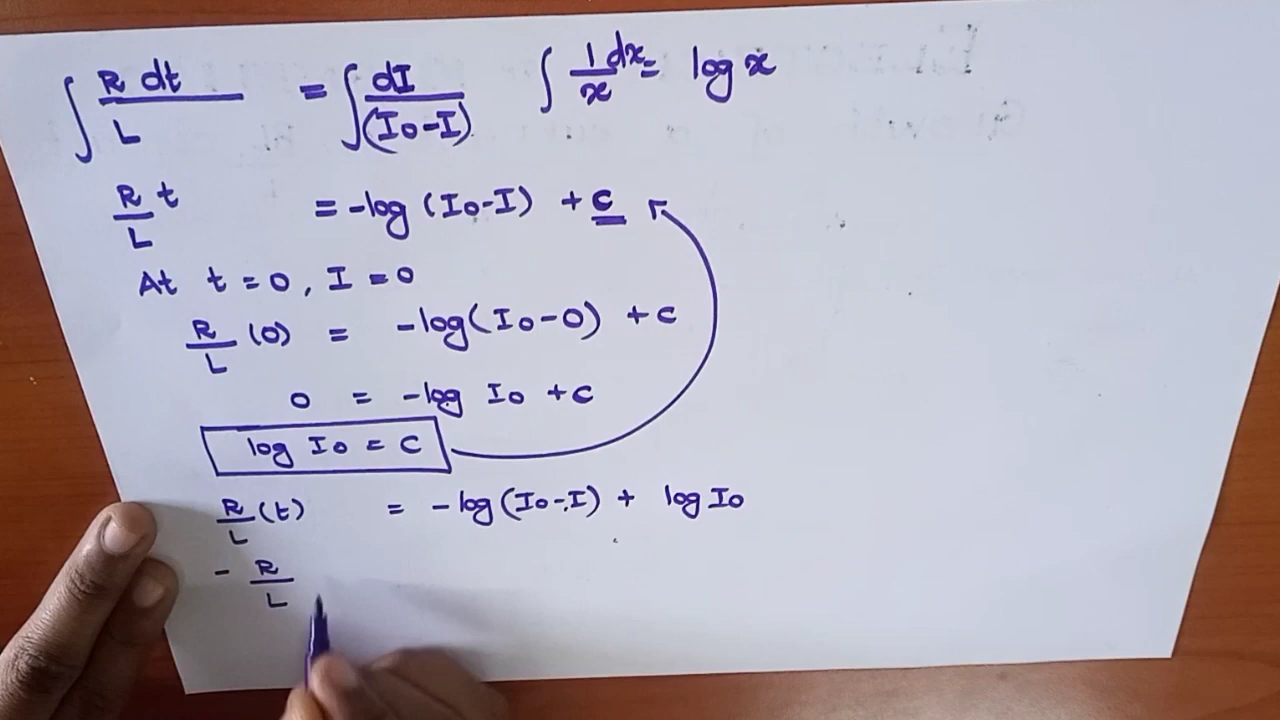 ∫ R dt / L = ∫ dI / (I₀-I) ∫ 1/x dx = log x
R/L t = -log (I₀-I) + c
At t = 0, I = 0
R/L (0) = -log(I₀-0) + c
0 = -log I₀ + c
log I₀ = c
R/L (t) = -log(I₀-I) + log I₀
- R/L